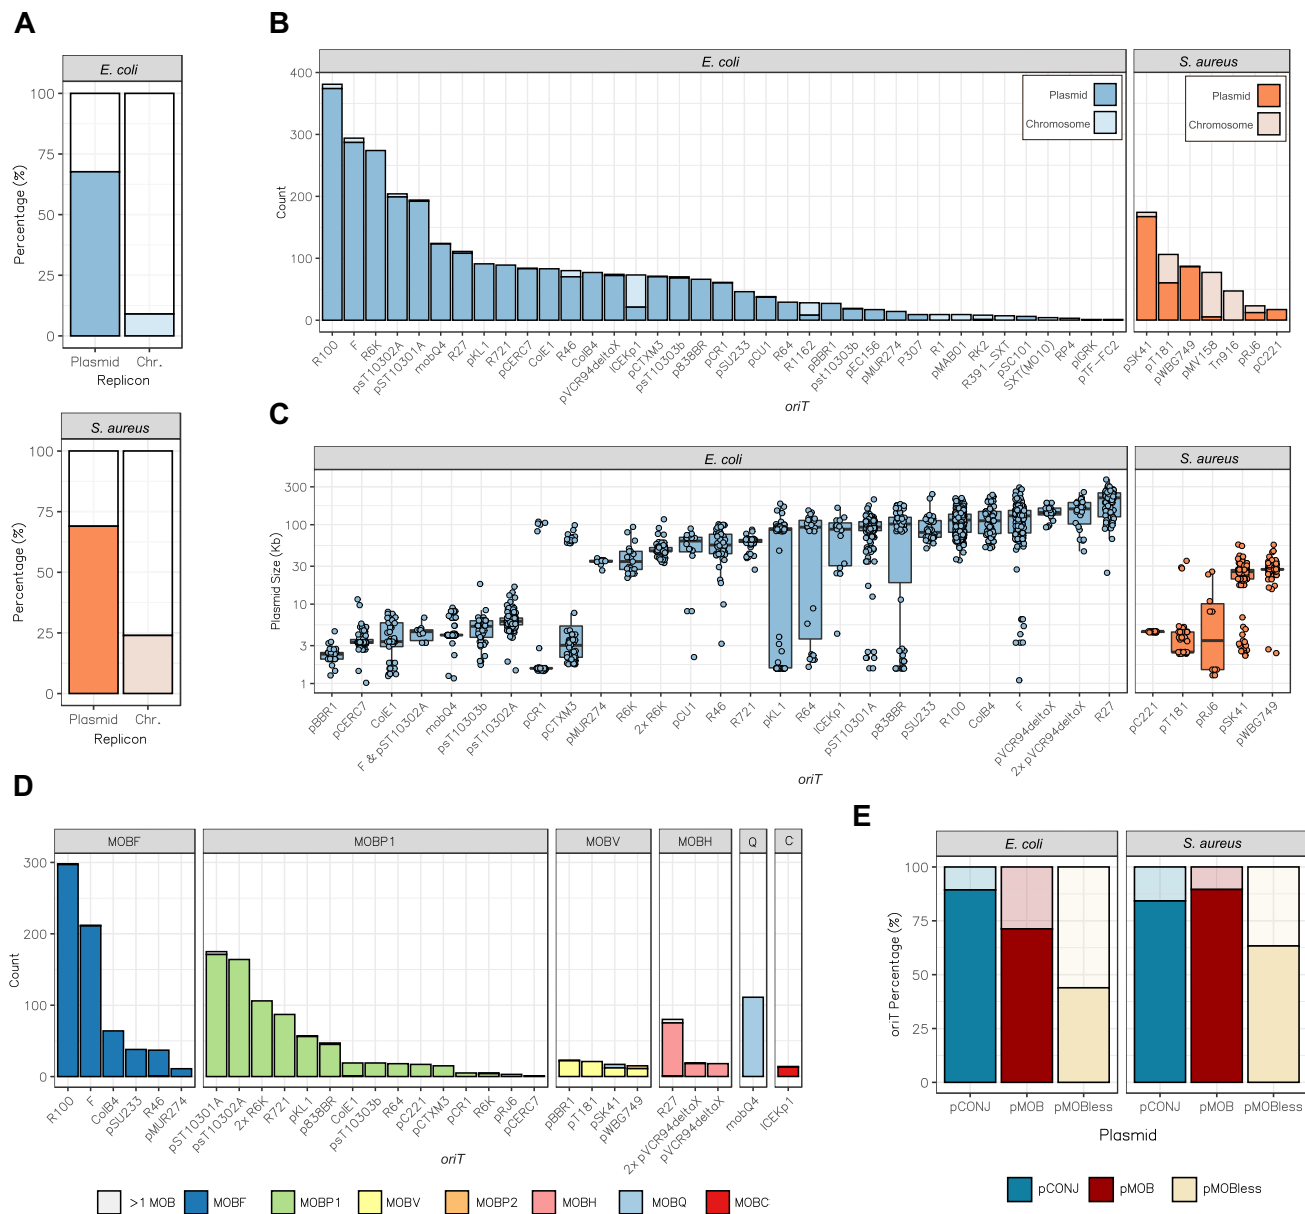 A
E. coli
100
75
50
25
0
Percentage (%)
Plasmid Chr.
Replicon
S. aureus
100
75
50
25
0
Percentage (%)
Plasmid Chr.
Replicon
B
E. coli
S. aureus
400
300
200
100
0
Count
Plasmid
Chromosome
Plasmid
Chromosome
R100 F R6K psT10302A pST10301A mobQ4 R27 pKL1 R721 pCERC7 ColE1 R46 ColB4 pVCR94deltaX ICEKp1 pCTXM3 psT10303b p838BR pCR1 pSU233 pCU1 R64 R1162 pBBR1 pst10303b pEC156 pMUR274 P307 R1 pMAB01 RK2 R391_SXT pSC101 SXT(MO10) RP4 pIGRK pTF-FC2
pSK41 pT181 pWBG749 pMV158 Tn916 pRJ6 pC221
oriT
C
E. coli
S. aureus
300
100
30
10
3
1
Plasmid Size (Kb)
pBBR1 pCERC7 ColE1 F & pST10302A mobQ4 psT10303b psT10302A pCR1 pCTXM3 pMUR274 R6K 2x R6K pCU1 R46 R721 pKL1 R64 ICEKp1 pST10301A p838BR pSU233 R100 ColB4 F pVCR94deltaX 2x pVCR94deltaX R27
pC221 pT181 pRJ6 pSK41 pWBG749
oriT
D
MOBF
MOBP1
MOBV
MOBH
Q
C
300
200
100
0
Count
R100 F ColB4 pSU233 R46 pMUR274
pST10301A psT10302A 2x R6K R721 pKL1 p838BR ColE1 psT10303b R64 pC221 pCTXM3 pCR1 R6K pRJ6 pCERC7
pBBR1 pT181 pSK41 pWBG749
R27 2x pVCR94deltaX pVCR94deltaX
mobQ4
ICEKp1
oriT
>1 MOB MOBF MOBP1 MOBV MOBP2 MOBH MOBQ MOBC
E
E. coli
S. aureus
100
75
50
25
0
oriT Percentage (%)
pCONJ pMOB pMOBless
pCONJ pMOB pMOBless
Plasmid
pCONJ pMOB pMOBless